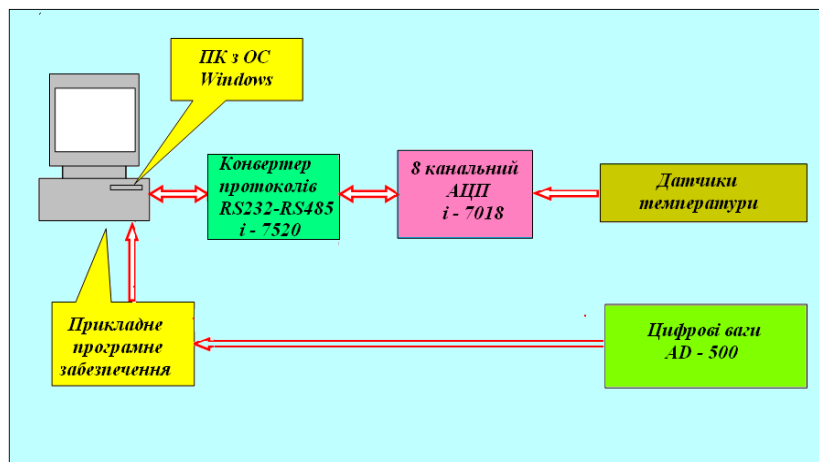 ПК з ОС
Windows
Конвертер
протоколів
RS232-RS485
і - 7520
8 канальний
АЦП
і - 7018
Датчики
температури
Прикладне
програмне
забезпечення
Цифрові ваги
AD - 500